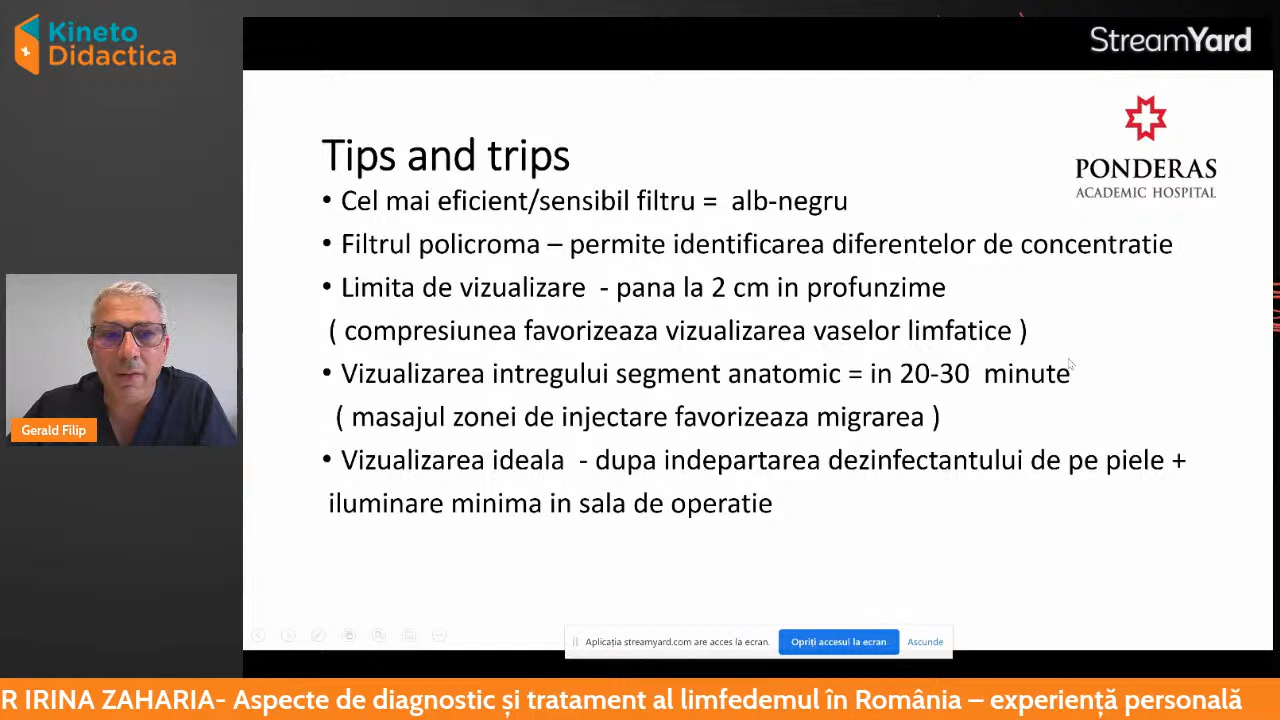 Kineto
Didactica
StreamYard
PONDERAS
ACADEMIC HOSPITAL
Tips and trips
• Cel mai eficient/sensibil filtru = alb-negru
• Filtrul policroma – permite identificarea diferentelor de concentratie
• Limita de vizualizare - pana la 2 cm in profunzime
( compresiunea favorizeaza vizualizarea vaselor limfatice )
• Vizualizarea intregului segment anatomic = in 20-30 minute
( masajul zonei de injectare favorizeaza migrarea )
• Vizualizarea ideala - dupa indepartarea dezinfectantului de pe piele +
iluminare minima in sala de operatie
Gerald Filip
Aplicația streamyard.com are acces la ecran. Opriți accesul la ecran Ascunde
R IRINA ZAHARIA- Aspecte de diagnostic și tratament al limfedemului în România – experiență personală